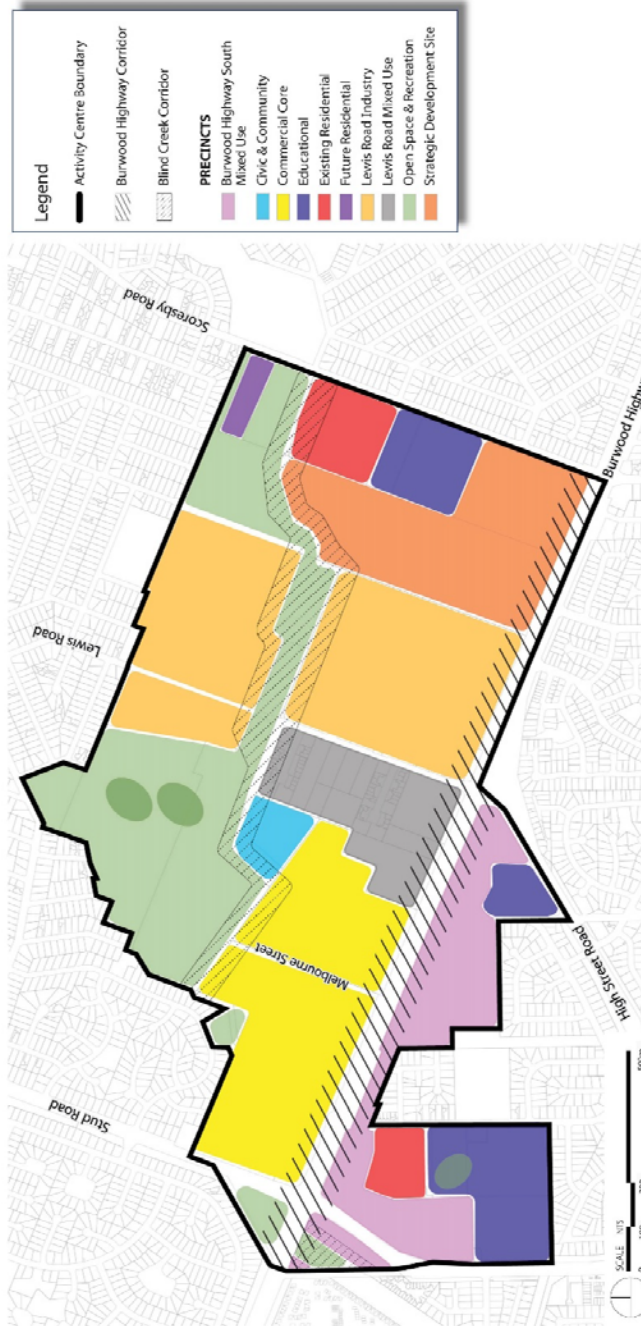 Legend
Activity Centre Boundary
Burwood Highway Corridor
Blind Creek Corridor
PRECINCTS
Burwood Highway South
Mixed Use
Civic & Community
Commercial Core
Educational
Existing Residential
Future Residential
Lewis Road Industry
Lewis Road Mixed Use
Open Space & Recreation
Strategic Development Site
Scoresby Road
Lewis Road
Stud Road
Melbourne Street
High Street Road
Burwood Highw
SCALE NTS
0